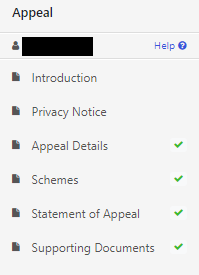 Appeal
Help
Introduction
Privacy Notice
Appeal Details
Schemes
Statement of Appeal
Supporting Documents